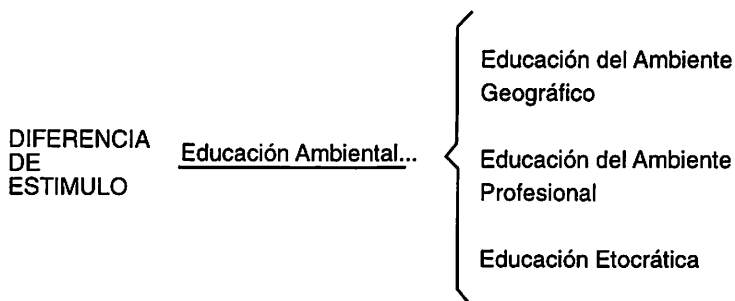 DIFERENCIA
DE
ESTIMULO
Educación Ambiental...
Educación del Ambiente
Geográfico
Educación del Ambiente
Profesional
Educación Etocrática